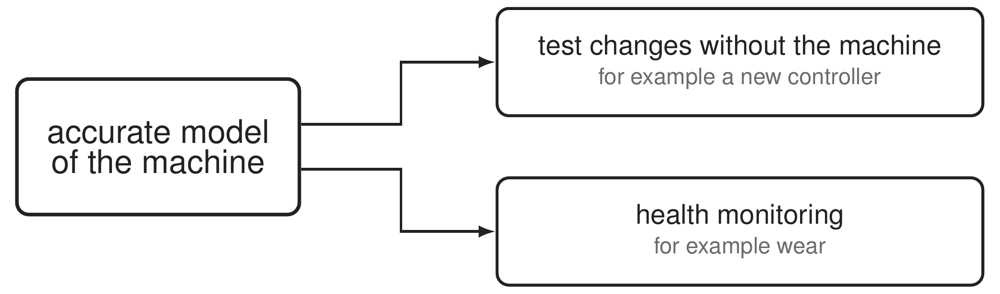 accurate model
of the machine
test changes without the machine
for example a new controller
health monitoring
for example wear